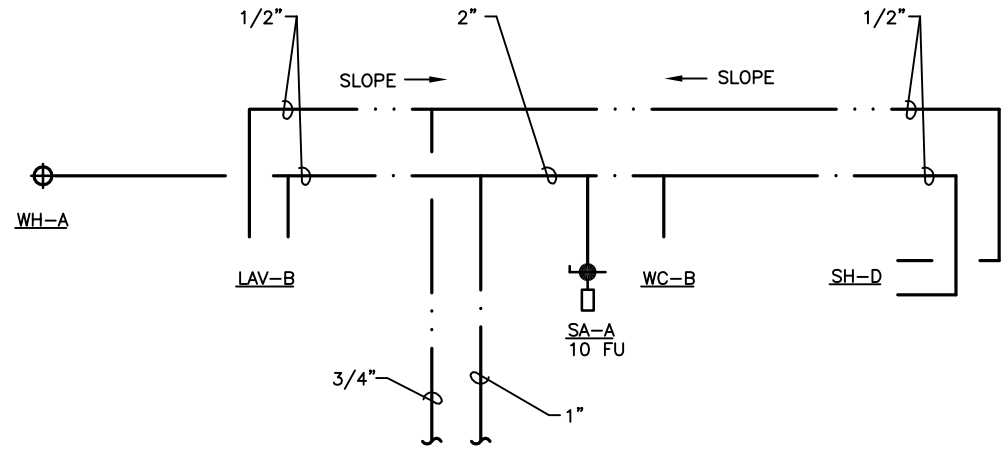 1/2” 2” 1/2”
SLOPE SLOPE
WH-A
LAV-B WC-B SH-D
SA-A
10 FU
3/4”
1”